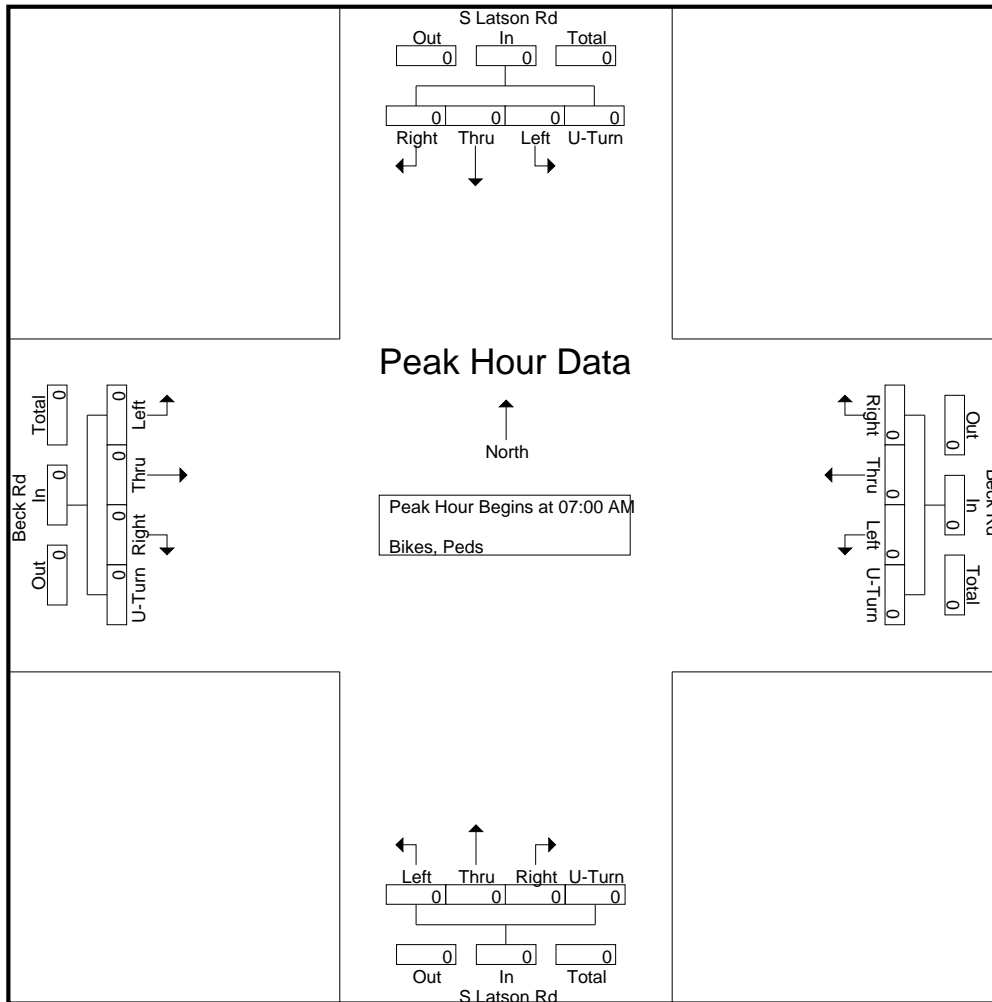 S Latson Rd
Out In Total
0 0 0
0 0 0 0
Right Thru Left U-Turn
Peak Hour Data
North
Peak Hour Begins at 07:00 AM
Bikes, Peds
Beck Rd
Total In Out
0 0 0
0 0 0 0
Left Thru Right U-Turn
Right Thru Left U-Turn
0 0 0 0
Out In Total
0 0 0
Beck Rd
Left Thru Right U-Turn
0 0 0 0
0 0 0
Out In Total
S Latson Rd